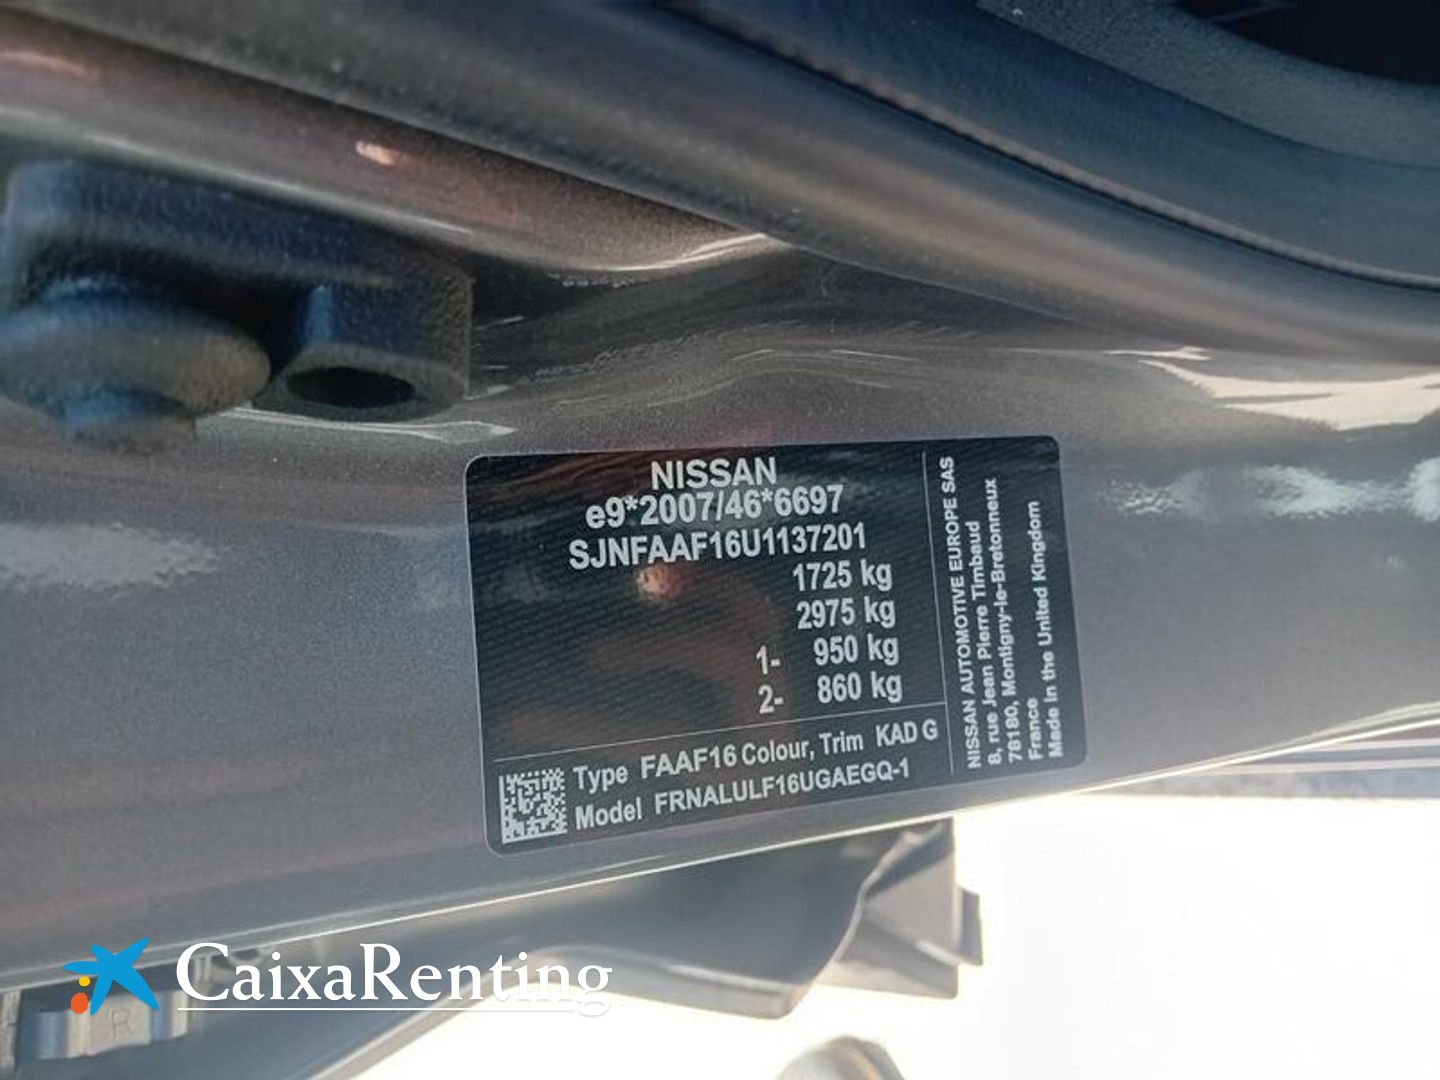 NISSAN
e9*2007/46*6697
SJNFAAF16U1137201
1725 kg
2975 kg
1- 950 kg
2- 860 kg
Type FAAF16 Colour, Trim KAD G
Model FRNALULF16UGAEGQ-1
NISSAN AUTOMOTIVE EUROPE SAS
8, rue Jean Pierre Timbaud
78180, Montigny-le-Bretonneux
France
Made in the United Kingdom
CaixaRenting
R